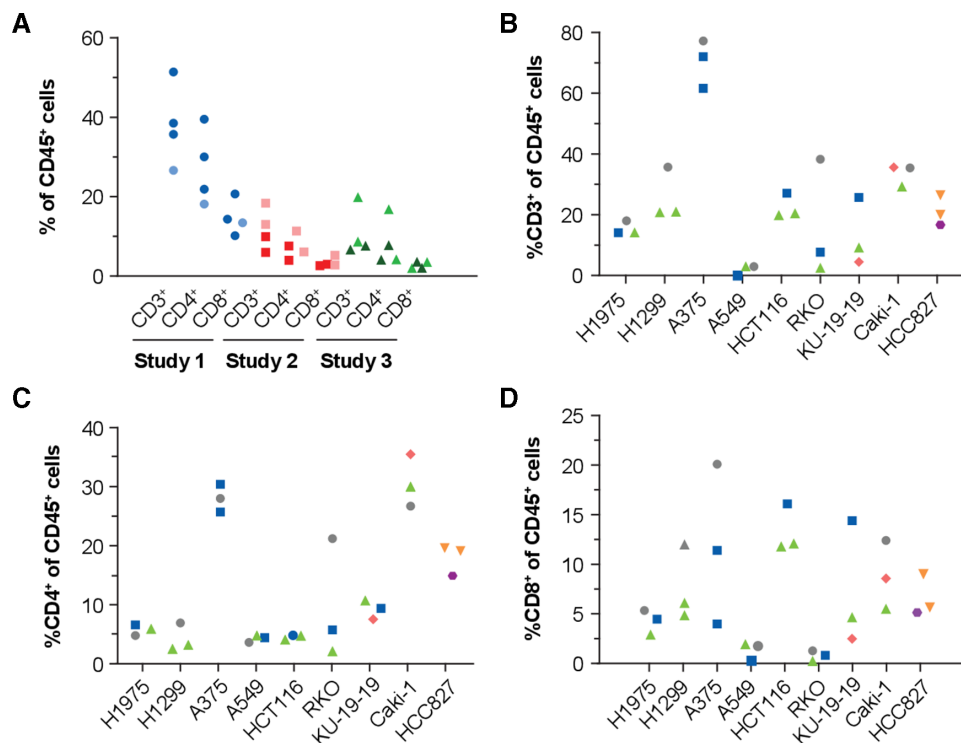 A
% of CD45+ cells
60
40
20
0
CD3+ CD4+ CD8+ CD3+ CD4+ CD8+ CD3+ CD4+ CD8+
Study 1 Study 2 Study 3
B
%CD3+ of CD45+ cells
80
60
40
20
0
H1975 H1299 A375 A549 HCT116 RKO KU-19-19 Caki-1 HCC827
C
%CD4+ of CD45+ cells
40
30
20
10
0
H1975 H1299 A375 A549 HCT116 RKO KU-19-19 Caki-1 HCC827
D
%CD8+ of CD45+ cells
25
20
15
10
5
0
H1975 H1299 A375 A549 HCT116 RKO KU-19-19 Caki-1 HCC827